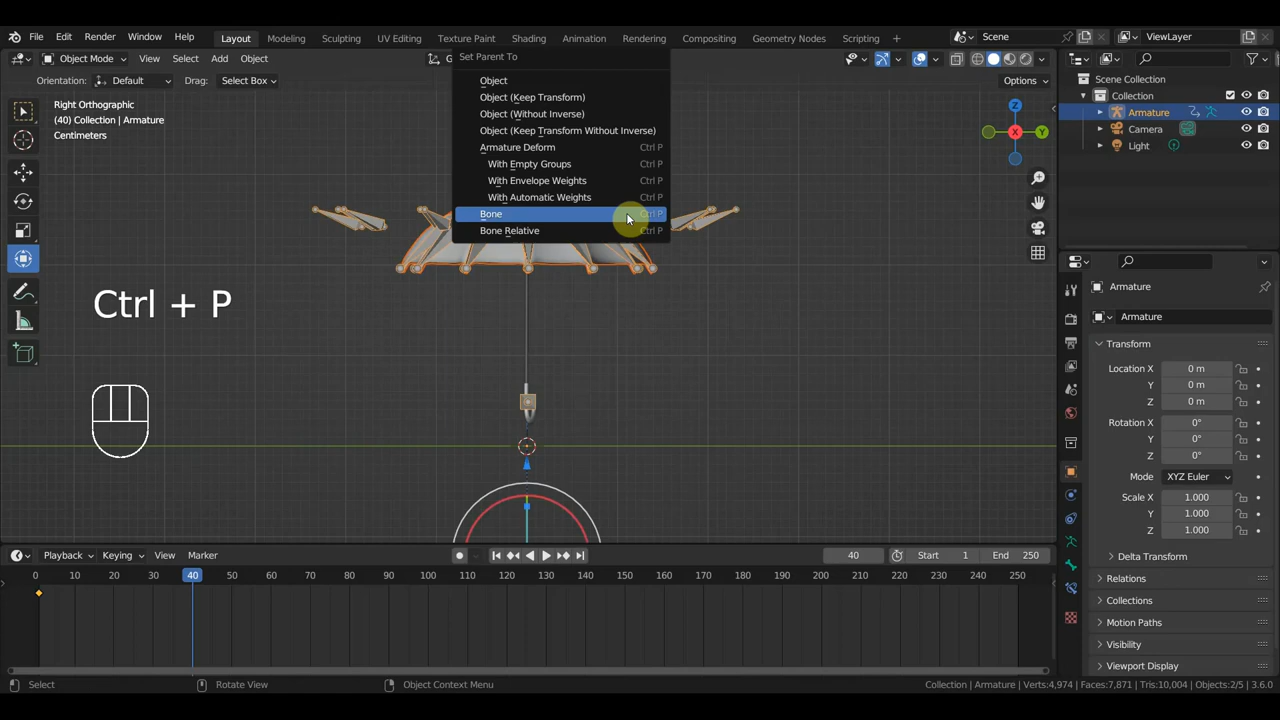 File Edit Render Window Help Layout Modeling Sculpting UV Editing Texture Paint Shading Animation Rendering Compositing Geometry Nodes Scripting + Scene ViewLayer
Object Mode View Select Add Object Options
Orientation: Default Drag: Select Box
Right Orthographic
(40) Collection | Armature
Centimeters
Set Parent To
Object
Object (Keep Transform)
Object (Without Inverse)
Object (Keep Transform Without Inverse)
Armature Deform Ctrl P
With Empty Groups Ctrl P
With Envelope Weights Ctrl P
With Automatic Weights Ctrl P
Bone Ctrl P
Bone Relative Ctrl P
Z
X
Y
Ctrl + P
Scene Collection
Collection
Armature
Camera
Light
Armature
Armature
Transform
Location X 0 m
Y 0 m
Z 0 m
Rotation X 0°
Y 0°
Z 0°
Mode XYZ Euler
Scale X 1.000
Y 1.000
Z 1.000
Delta Transform
Relations
Collections
Motion Paths
Visibility
Viewport Display
Playback Keying View Marker 40 Start 1 End 250
0 10 20 30 40 50 60 70 80 90 100 110 120 130 140 150 160 170 180 190 200 210 220 230 240 250
Select Rotate View Object Context Menu Collection | Armature | Verts:4,974 | Faces:7,871 | Tris:10,004 | Objects:2/5 | 3.6.0